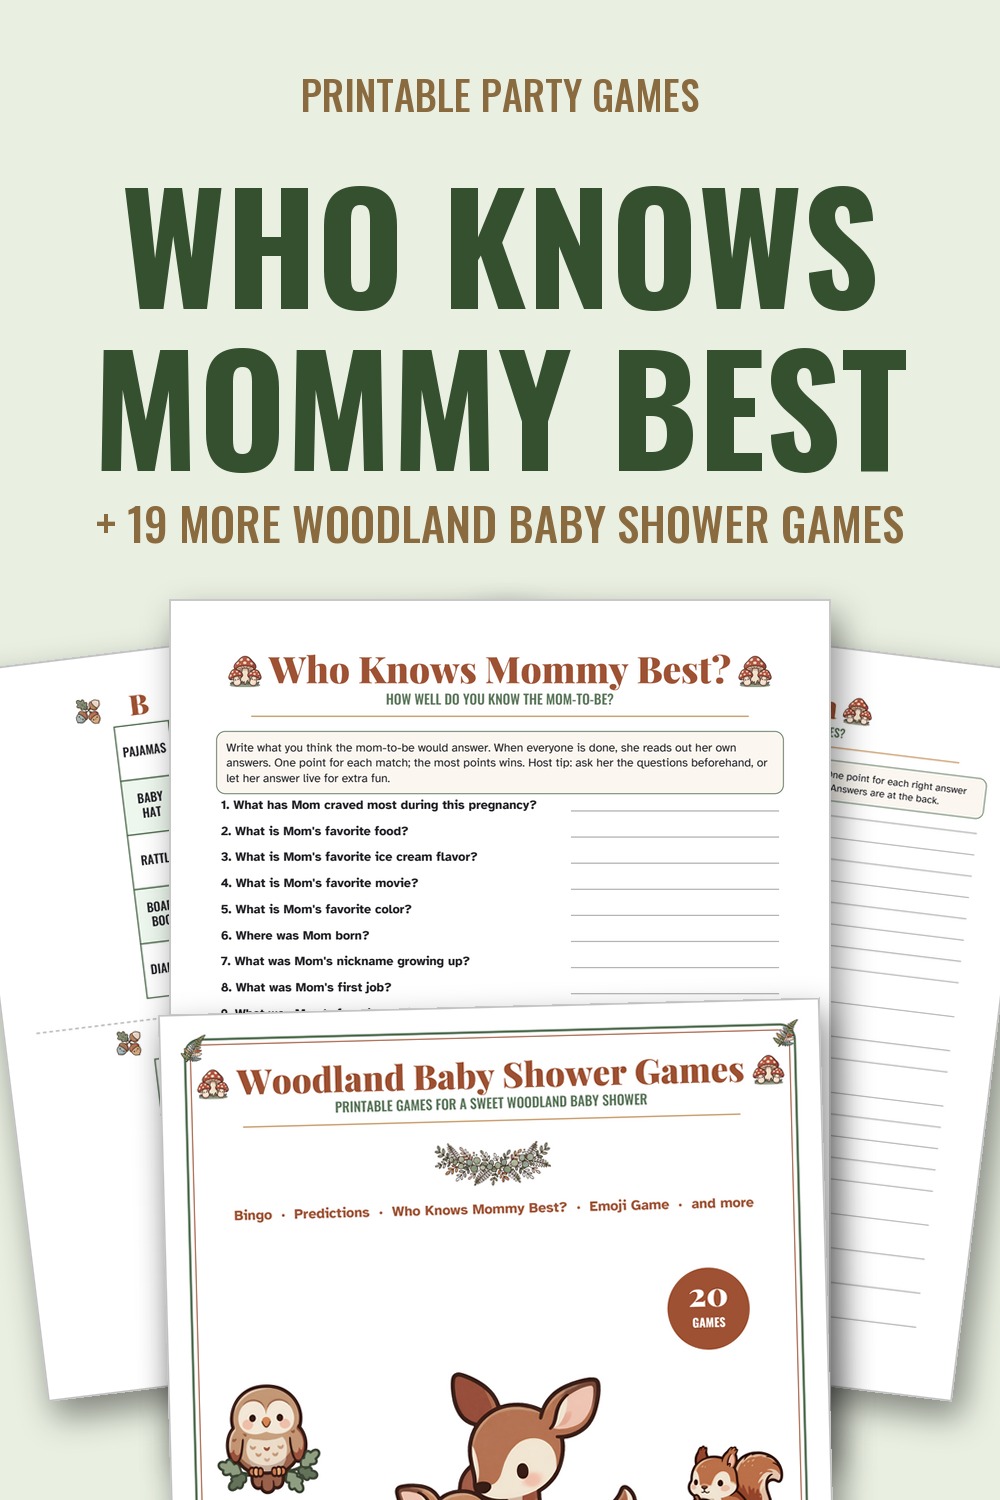 PRINTABLE PARTY GAMES
WHO KNOWS
MOMMY BEST
+ 19 MORE WOODLAND BABY SHOWER GAMES
Who Knows Mommy Best?
HOW WELL DO YOU KNOW THE MOM-TO-BE?
Write what you think the mom-to-be would answer. When everyone is done, she reads out her own
answers. One point for each match; the most points wins. Host tip: ask her the questions beforehand, or
let her answer live for extra fun.
1. What has Mom craved most during this pregnancy?
2. What is Mom's favorite food?
3. What is Mom's favorite ice cream flavor?
4. What is Mom's favorite movie?
5. What is Mom's favorite color?
6. Where was Mom born?
7. What was Mom's nickname growing up?
8. What was Mom's first job?
B
PAJAMAS
BABY
HAT
one point for each right answer
Answers are at the back.
Woodland Baby Shower Games
PRINTABLE GAMES FOR A SWEET WOODLAND BABY SHOWER
Bingo · Predictions · Who Knows Mommy Best? · Emoji Game · and more
20
GAMES